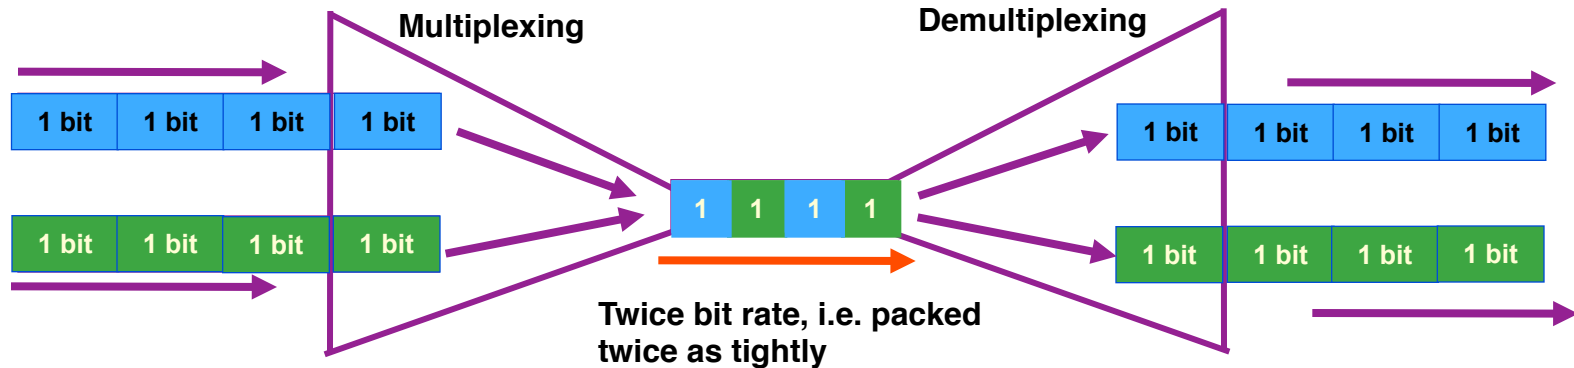 Multiplexing
Demultiplexing
1 bit 1 bit 1 bit 1 bit
1 bit 1 bit 1 bit 1 bit
1 1 1 1
1 bit 1 bit 1 bit 1 bit
1 bit 1 bit 1 bit 1 bit
Twice bit rate, i.e. packed
twice as tightly